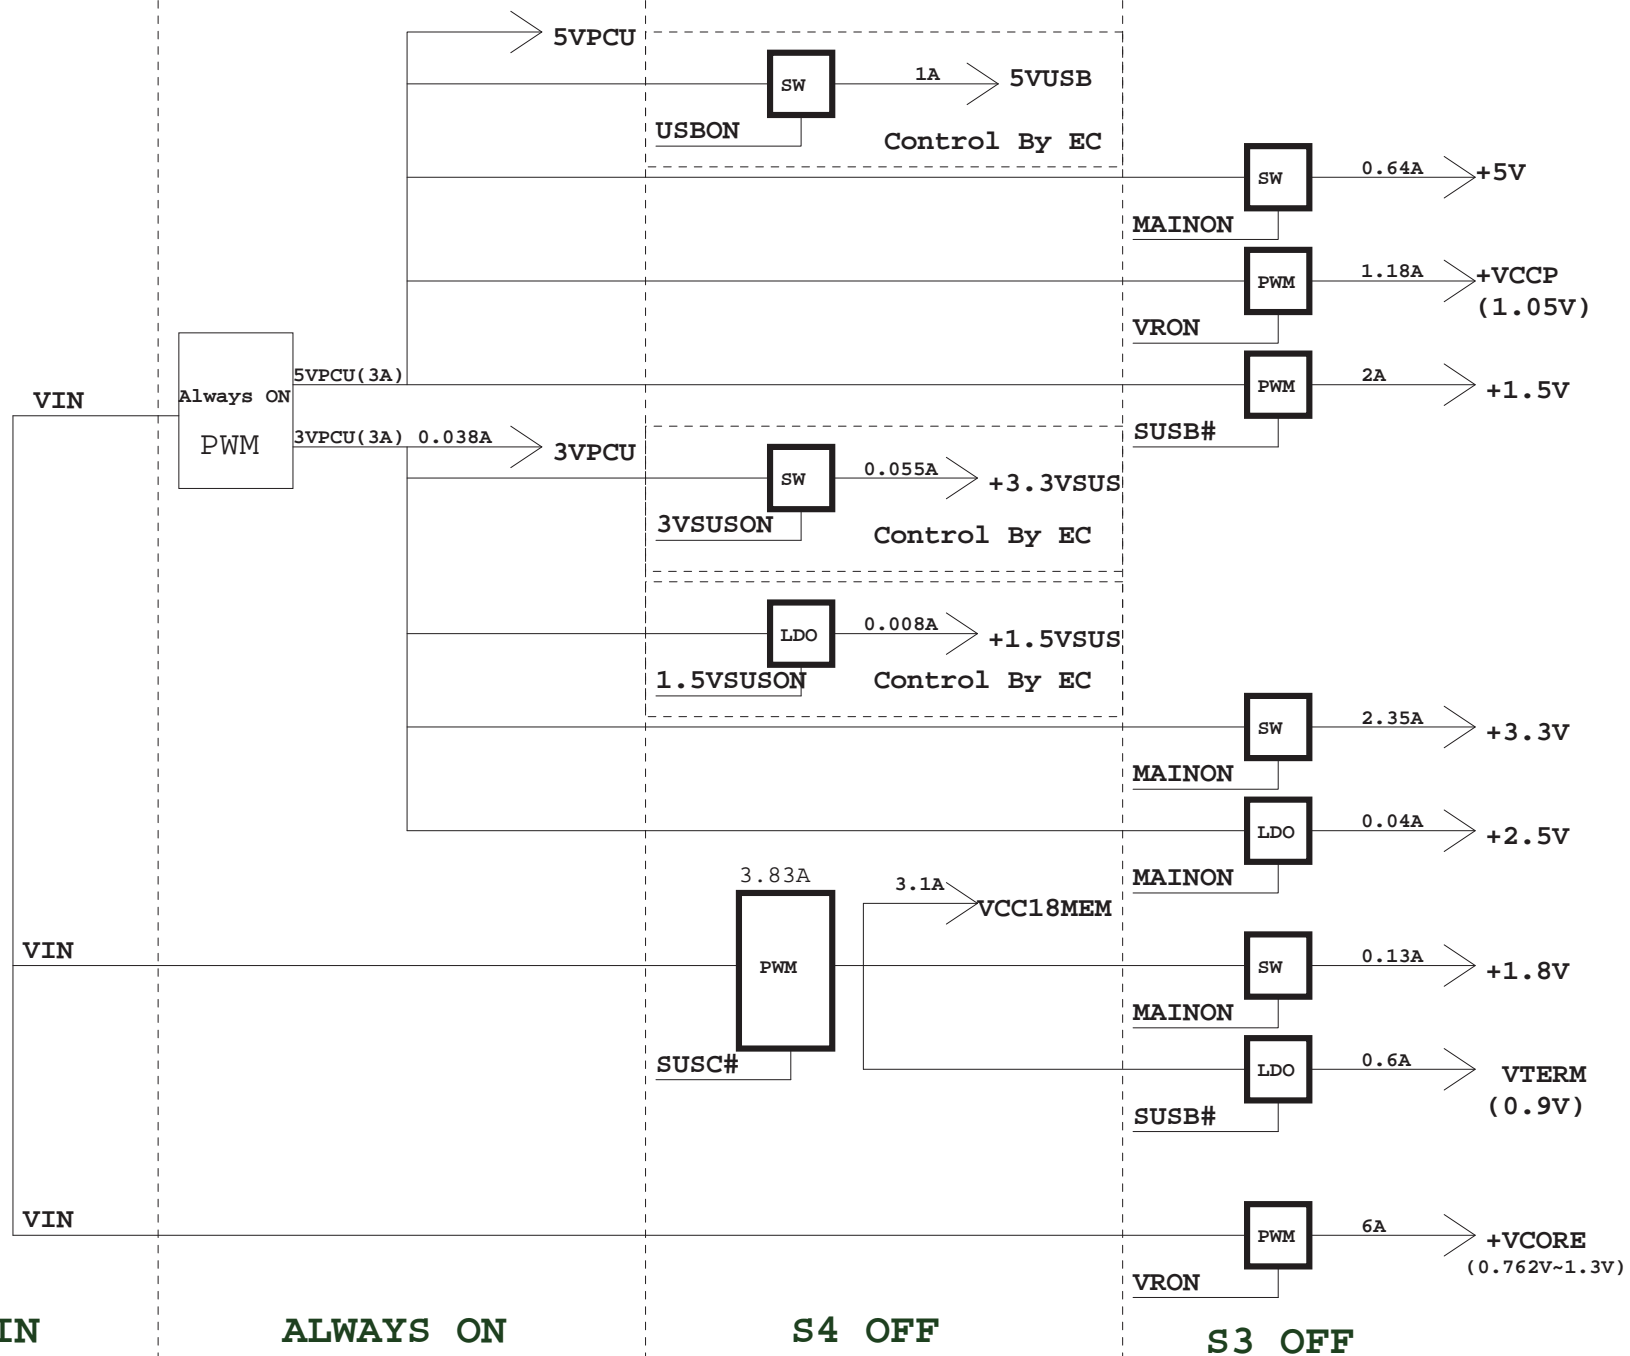 5VPCU
SW
1A
5VUSB
USBON
Control By EC
SW
0.64A
+5V
MAINON
PWM
1.18A
+VCCP
(1.05V)
VRON
5VPCU(3A)
PWM
2A
+1.5V
SUSB#
VIN
Always ON
PWM
3VPCU(3A) 0.038A
3VPCU
SW
0.055A
+3.3VSUS
3VSUSON
Control By EC
LDO
0.008A
+1.5VSUS
1.5VSUSON
Control By EC
SW
2.35A
+3.3V
MAINON
LDO
0.04A
+2.5V
MAINON
3.83A
3.1A
VCC18MEM
VIN
PWM
SUSC#
SW
0.13A
+1.8V
MAINON
LDO
0.6A
VTERM
(0.9V)
SUSB#
VIN
PWM
6A
+VCORE
(0.762V~1.3V)
VRON
IN
ALWAYS ON
S4 OFF
S3 OFF